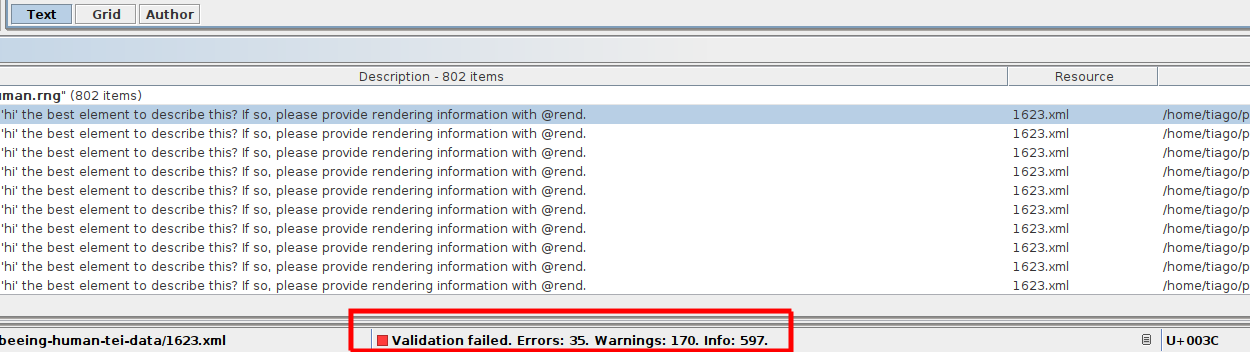 Text Grid Author
Description - 802 items Resource
uman.rng" (802 items)
'hi' the best element to describe this? If so, please provide rendering information with @rend. 1623.xml /home/tiago/p
'hi' the best element to describe this? If so, please provide rendering information with @rend. 1623.xml /home/tiago/p
'hi' the best element to describe this? If so, please provide rendering information with @rend. 1623.xml /home/tiago/p
'hi' the best element to describe this? If so, please provide rendering information with @rend. 1623.xml /home/tiago/p
'hi' the best element to describe this? If so, please provide rendering information with @rend. 1623.xml /home/tiago/p
'hi' the best element to describe this? If so, please provide rendering information with @rend. 1623.xml /home/tiago/p
'hi' the best element to describe this? If so, please provide rendering information with @rend. 1623.xml /home/tiago/p
'hi' the best element to describe this? If so, please provide rendering information with @rend. 1623.xml /home/tiago/p
'hi' the best element to describe this? If so, please provide rendering information with @rend. 1623.xml /home/tiago/p
'hi' the best element to describe this? If so, please provide rendering information with @rend. 1623.xml /home/tiago/p
beeing-human-tei-data/1623.xml Validation failed. Errors: 35. Warnings: 170. Info: 597. U+003C